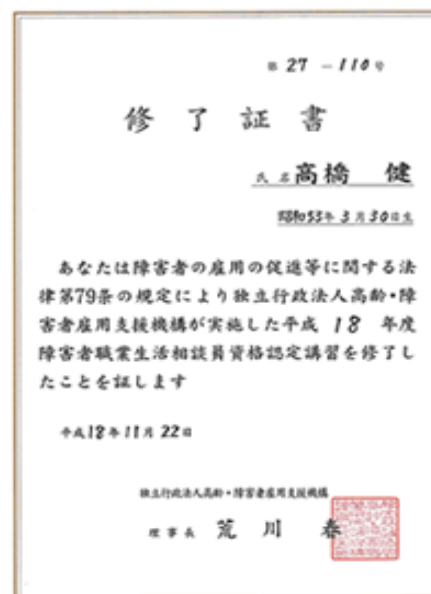 第 27 －110 号
修了証書
氏名 高橋 健
昭和53年3月30日生
あなたは障害者の雇用の促進等に関する法
律第79条の規定により独立行政法人高齢・障
害者雇用支援機構が実施した平成 18 年度
障害者職業生活相談員資格認定講習を修了し
たことを証します
平成18年11月22日
独立行政法人高齢・障害者雇用支援機構
理事長 荒川 春